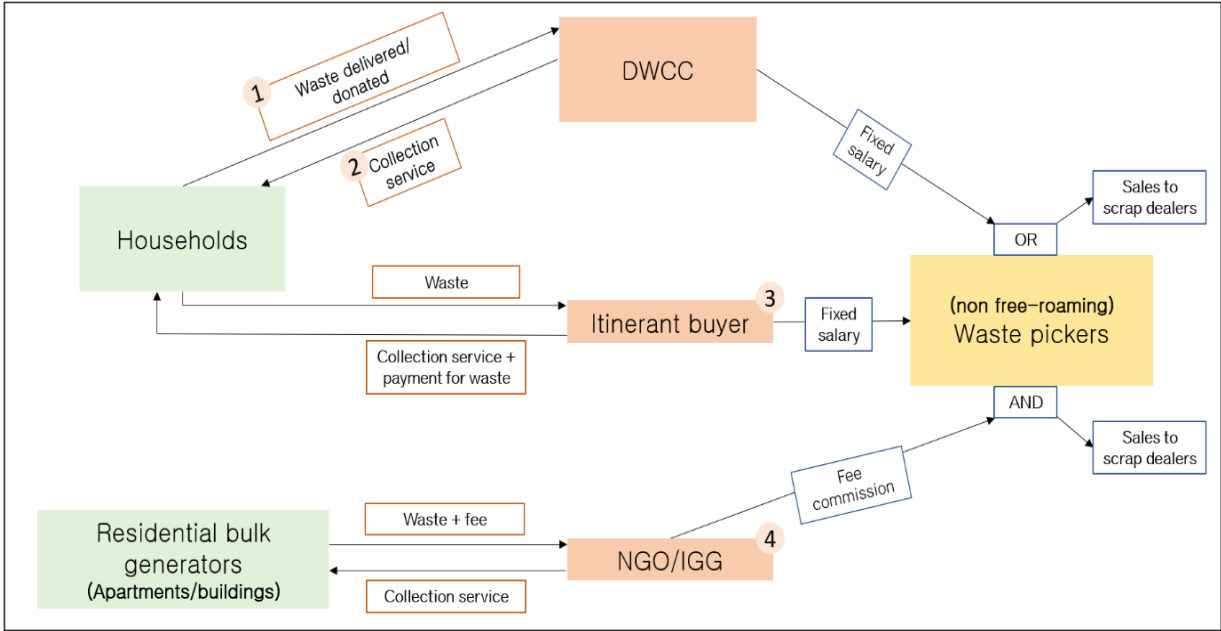 1
Waste delivered/
donated
DWCC
2
Collection
service
Fixed
salary
Sales to
scrap dealers
Households
OR
Waste
(non free-roaming)
Waste pickers
Itinerant buyer
3
Fixed
salary
Collection service +
payment for waste
AND
Sales to
scrap dealers
Fee
commission
Residential bulk
generators
(Apartments/buildings)
Waste + fee
NGO/IGG
4
Collection service